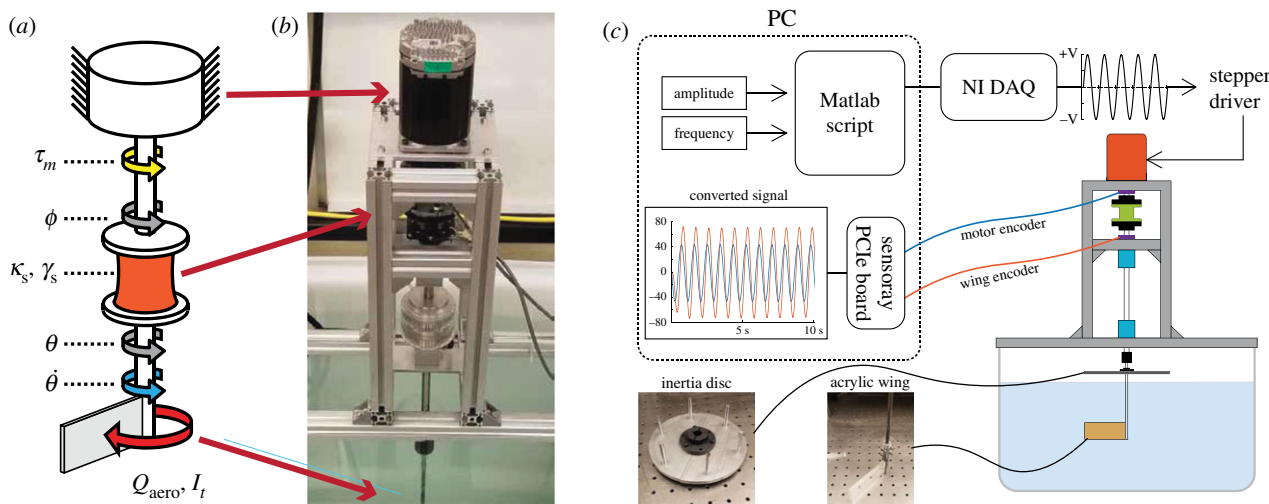 (a)
τm
ϕ
κs, γs
θ
θ̇
Qaero, It
(b)
(c)
PC
amplitude
frequency
Matlab
script
NI DAQ
+V
–V
stepper
driver
converted signal
80
40
0
–40
–80
5 s
10 s
sensoray
PCIe board
motor encoder
wing encoder
inertia disc
acrylic wing